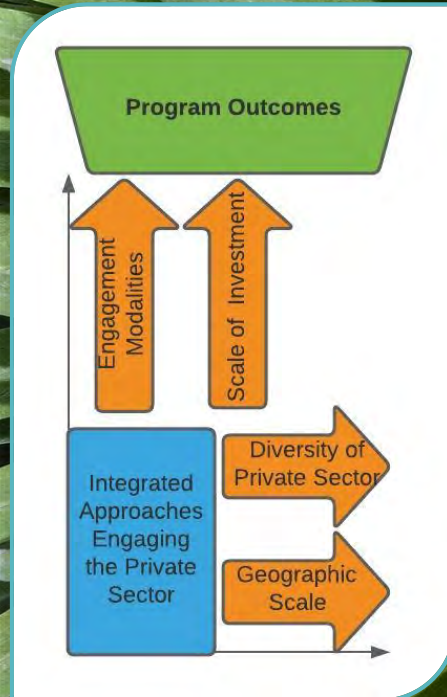 Program Outcomes
Engagement
Modalities
Scale of Investment
Diversity of
Private Sector
Integrated
Approaches
Engaging
the Private
Sector
Geographic
Scale